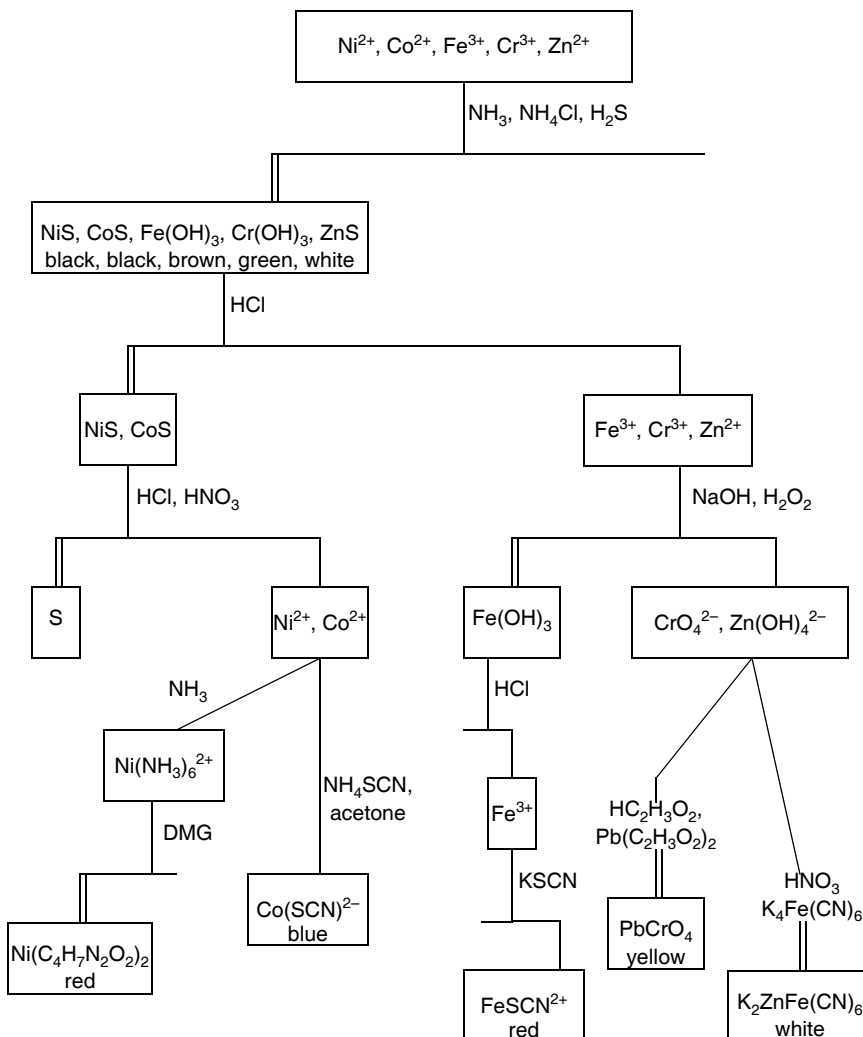 Ni²⁺, Co²⁺, Fe³⁺, Cr³⁺, Zn²⁺
NH₃, NH₄Cl, H₂S
NiS, CoS, Fe(OH)₃, Cr(OH)₃, ZnS
black, black, brown, green, white
HCl
NiS, CoS
Fe³⁺, Cr³⁺, Zn²⁺
HCl, HNO₃
NaOH, H₂O₂
S
Ni²⁺, Co²⁺
Fe(OH)₃
CrO₄²⁻, Zn(OH)₄²⁻
NH₃
HCl
Ni(NH₃)₆²⁺
NH₄SCN,
acetone
Fe³⁺
HC₂H₃O₂,
Pb(C₂H₃O₂)₂
DMG
KSCN
HNO₃
K₄Fe(CN)₆
Co(SCN)²⁻
blue
PbCrO₄
yellow
Ni(C₄H₇N₂O₂)₂
red
FeSCN²⁺
red
K₂ZnFe(CN)₆
white